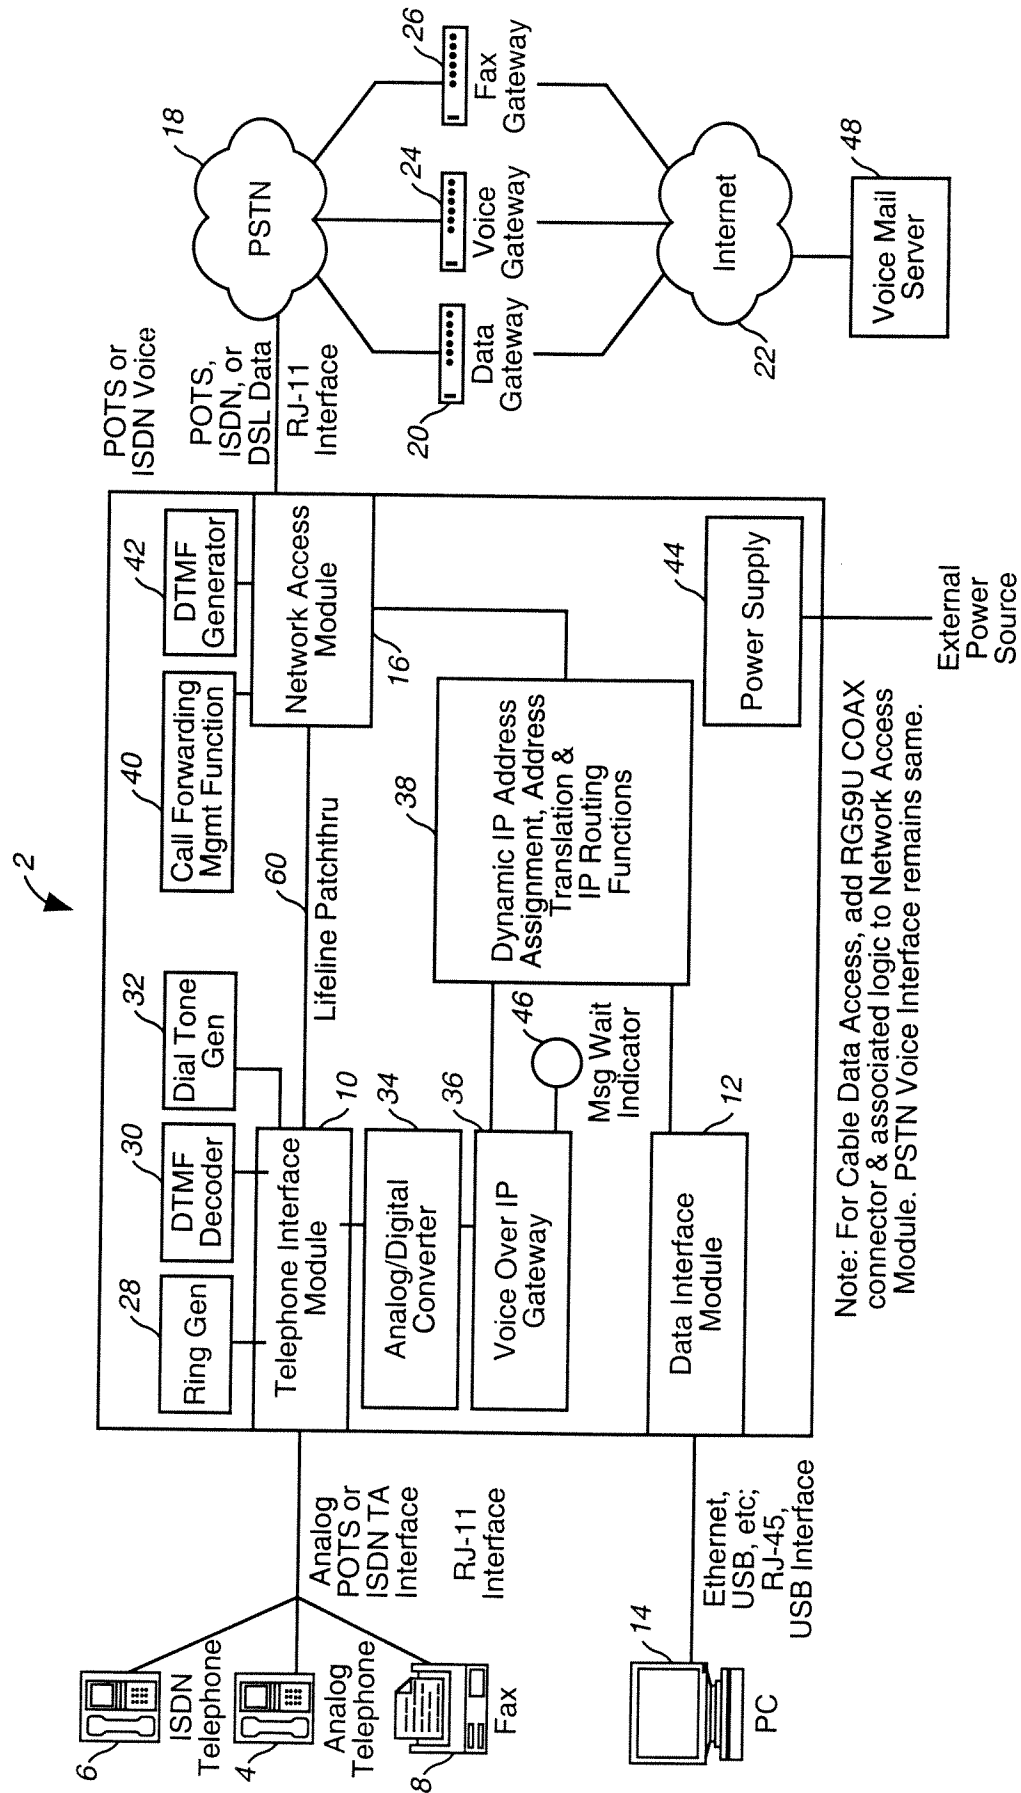 2
6
ISDN
Telephone
4
Analog
Telephone
8
Fax
14
PC
Analog
POTS or
ISDN TA
Interface
RJ-11
Interface
Ethernet,
USB, etc;
RJ-45,
USB Interface
28
Ring Gen
30
DTMF
Decoder
32
Dial Tone
Gen
40
Call Forwarding
Mgmt Function
42
DTMF
Generator
Telephone Interface
Module
10
60
Lifeline Patchthru
Network Access
Module
16
Analog/Digital
Converter
34
Voice Over IP
Gateway
36
46
Msg Wait
Indicator
38
Dynamic IP Address
Assignment, Address
Translation &
IP Routing
Functions
Data Interface
Module
12
44
Power Supply
External
Power
Source
POTS or
ISDN Voice
POTS,
ISDN, or
DSL Data
RJ-11
Interface
18
PSTN
20
Data
Gateway
24
Voice
Gateway
26
Fax
Gateway
22
Internet
48
Voice Mail
Server
Note: For Cable Data Access, add RG59U COAX
connector & associated logic to Network Access
Module. PSTN Voice Interface remains same.